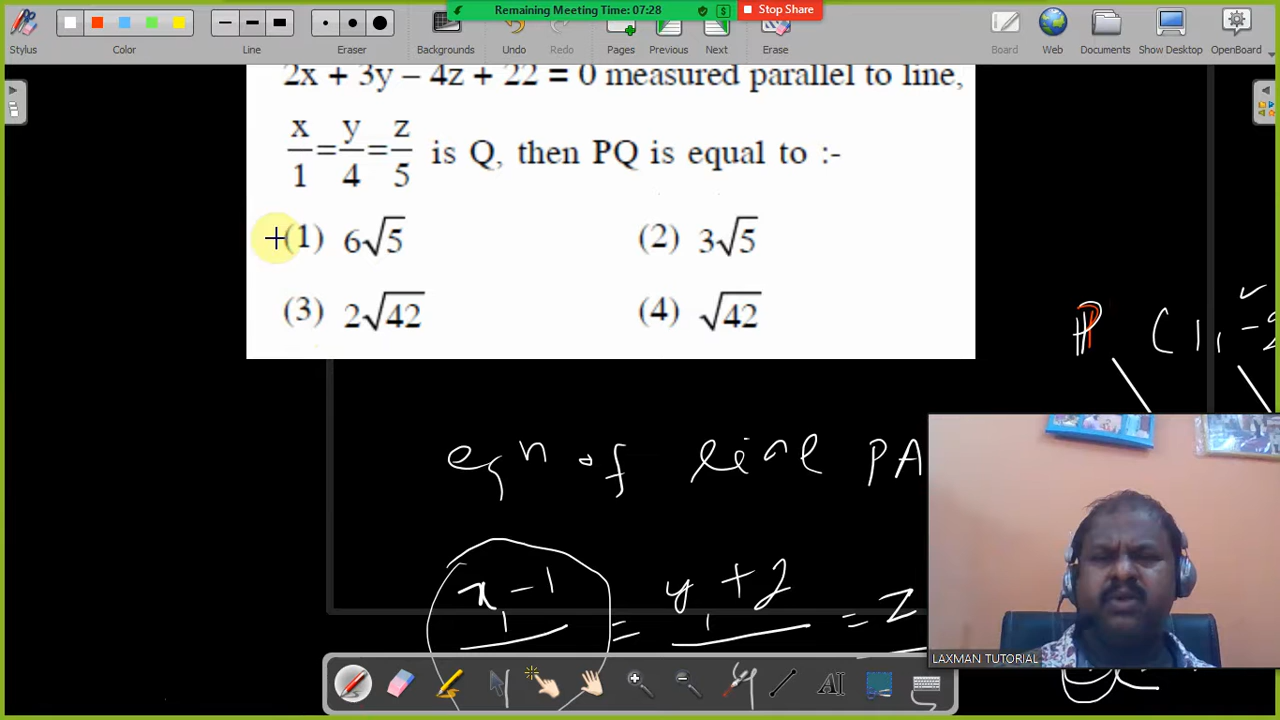 Remaining Meeting Time: 07:28 $ Stop Share
Stylus Color Line Eraser Backgrounds Undo Redo Pages Previous Next Erase Board Web Documents Show Desktop OpenBoard
2x + 3y – 4z + 22 = 0 measured parallel to line,
x/1 = y/4 = z/5 is Q, then PQ is equal to :-
(1) 6√5 (2) 3√5
(3) 2√42 (4) √42
P (1, -2
eqn of line PA
x-1 = y+2 = z
LAXMAN TUTORIAL
AI